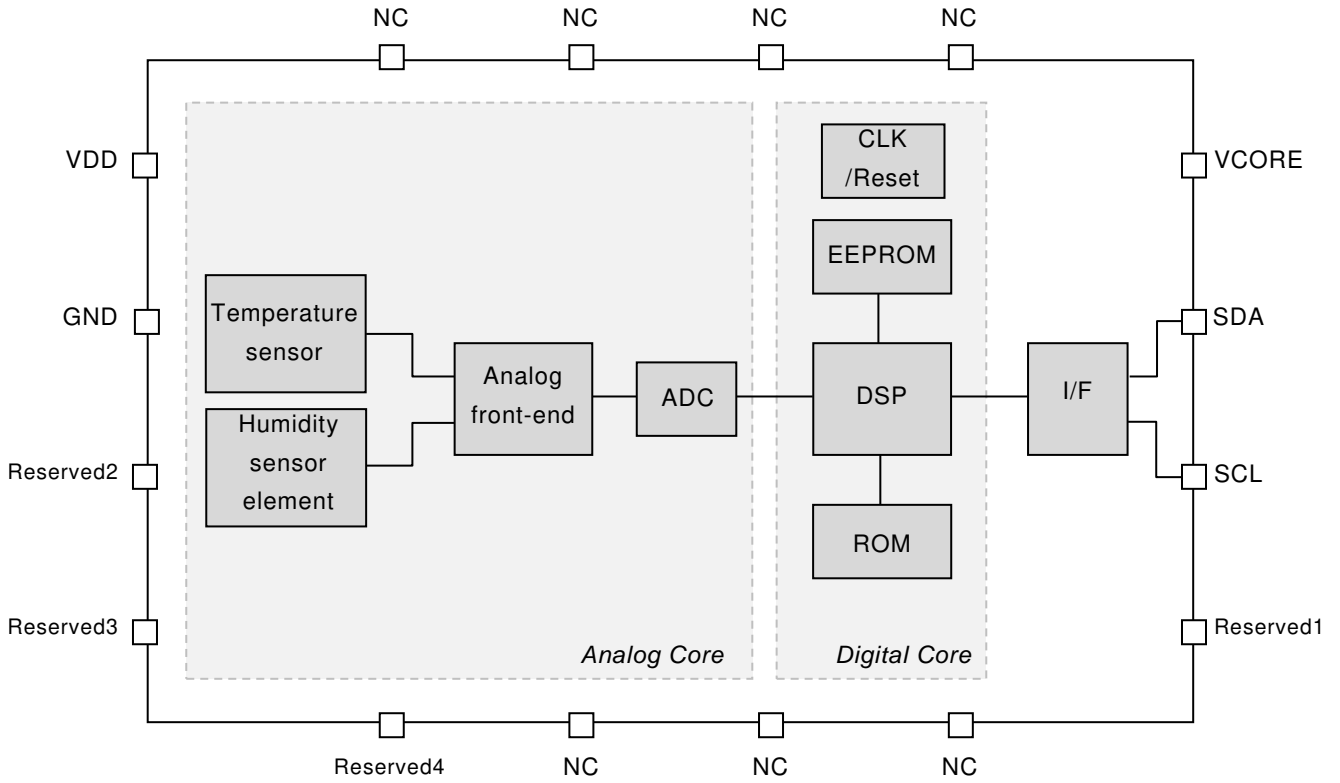 NC
NC
NC
NC
VDD
VCORE
CLK
/Reset
EEPROM
GND
Temperature
sensor
SDA
Analog
front-end
ADC
DSP
I/F
Humidity
sensor
element
Reserved2
SCL
ROM
Reserved3
Reserved1
Analog Core
Digital Core
Reserved4
NC
NC
NC